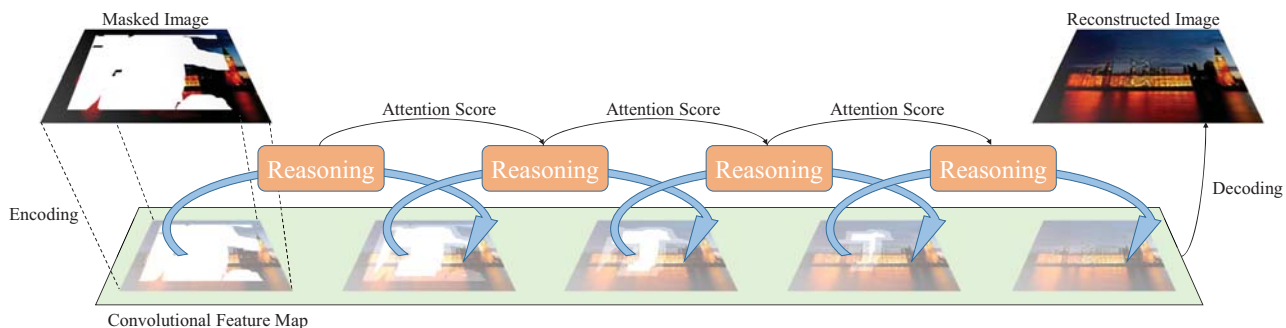 Masked Image
Reconstructed Image
Attention Score
Attention Score
Attention Score
Reasoning
Reasoning
Reasoning
Reasoning
Encoding
Decoding
Convolutional Feature Map